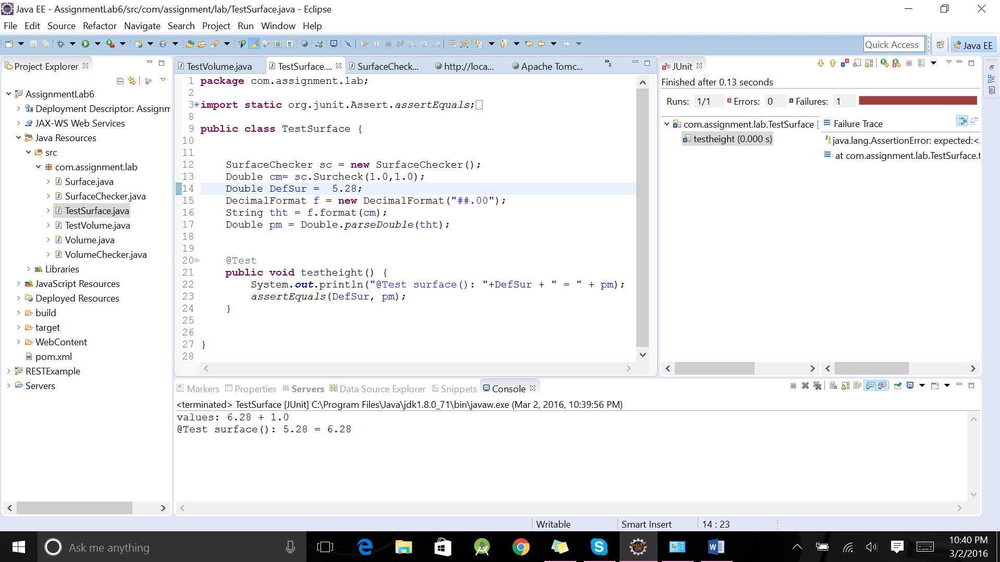 Java EE - AssignmentLab6/src/com/assignment/lab/TestSurface.java - Eclipse
File Edit Source Refactor Navigate Search Project Run Window Help
Quick Access
Java EE
Project Explorer
AssignmentLab6
Deployment Descriptor: Assignm
JAX-WS Web Services
Java Resources
src
com.assignment.lab
Surface.java
SurfaceChecker.java
TestSurface.java
TestVolume.java
Volume.java
VolumeChecker.java
Libraries
JavaScript Resources
Deployed Resources
build
target
WebContent
pom.xml
RESTExample
Servers
TestVolume.java TestSurface.... SurfaceCheck... http://loca... Apache Tomc... »8
1 package com.assignment.lab;
2
3 import static org.junit.Assert.assertEquals;
8
9 public class TestSurface {
10
11
12 SurfaceChecker sc = new SurfaceChecker();
13 Double cm= sc.Surcheck(1.0,1.0);
14 Double DefSur =  5.28;
15 DecimalFormat f = new DecimalFormat("##.00");
16 String tht = f.format(cm);
17 Double pm = Double.parseDouble(tht);
18
19
20 @Test
21 public void testheight() {
22 System.out.println("@Test surface(): "+DefSur + " = " + pm);
23 assertEquals(DefSur, pm);
24 }
25
26
27 }
28
JUnit
Finished after 0.13 seconds
Runs: 1/1 Errors: 0 Failures: 1
com.assignment.lab.TestSurface [
testheight (0.000 s)
Failure Trace
java.lang.AssertionError: expected:<
at com.assignment.lab.TestSurface.t
Markers Properties Servers Data Source Explorer Snippets Console
<terminated> TestSurface [JUnit] C:\Program Files\Java\jdk1.8.0_71\bin\javaw.exe (Mar 2, 2016, 10:39:56 PM)
values: 6.28 + 1.0
@Test surface(): 5.28 = 6.28
Writable Smart Insert 14 : 23
Ask me anything
10:40 PM
3/2/2016